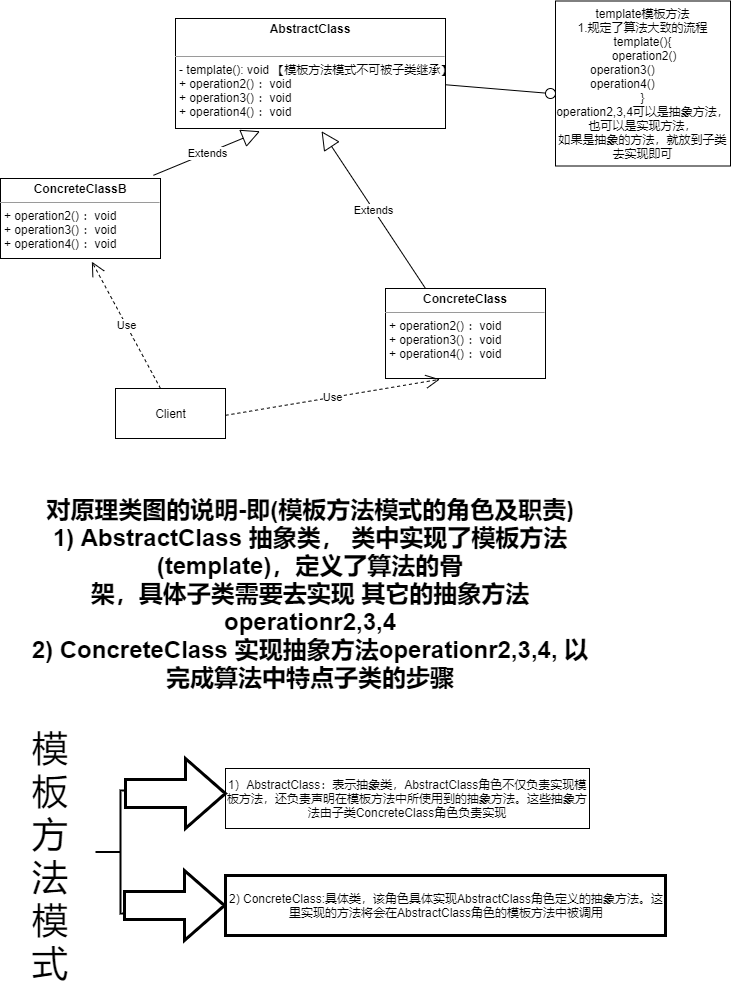 AbstractClass
- template(): void 【模板方法模式不可被子类继承】
+ operation2() ：void
+ operation3() ：void
+ operation4() ：void
template模板方法
1.规定了算法大致的流程
template(){
operation2()
operation3()
operation4()
}
operation2,3,4可以是抽象方法，
也可以是实现方法，
如果是抽象的方法，就放到子类
去实现即可
Extends
ConcreteClassB
+ operation2() ：void
+ operation3() ：void
+ operation4() ：void
Extends
ConcreteClass
+ operation2() ：void
+ operation3() ：void
+ operation4() ：void
Use
Use
Client
对原理类图的说明-即(模板方法模式的角色及职责)
1) AbstractClass 抽象类， 类中实现了模板方法
(template)，定义了算法的骨
架，具体子类需要去实现 其它的抽象方法
operationr2,3,4
2) ConcreteClass 实现抽象方法operationr2,3,4, 以
完成算法中特点子类的步骤
模板方法模式
1）AbstractClass：表示抽象类，AbstractClass角色不仅负责实现模
板方法，还负责声明在模板方法中所使用到的抽象方法。这些抽象方
法由子类ConcreteClass角色负责实现
2) ConcreteClass:具体类，该角色具体实现AbstractClass角色定义的抽象方法。这
里实现的方法将会在AbstractClass角色的模板方法中被调用